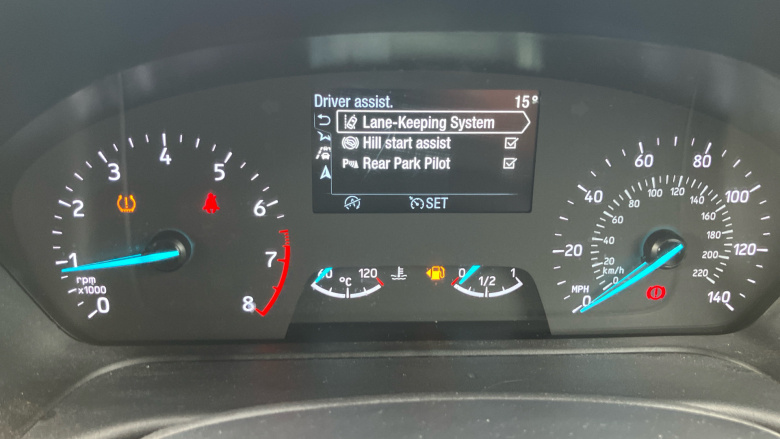 Driver assist. 15°
Lane-Keeping System
Hill start assist
Rear Park Pilot
SET
0 1 2 3 4 5 6 7 8
rpm
x1000
60 120
°C
0 1
1/2
0 20 40 60 80 100 120 140
MPH
0 20 40 60 80 100 120 140 160 180 200 220
km/h